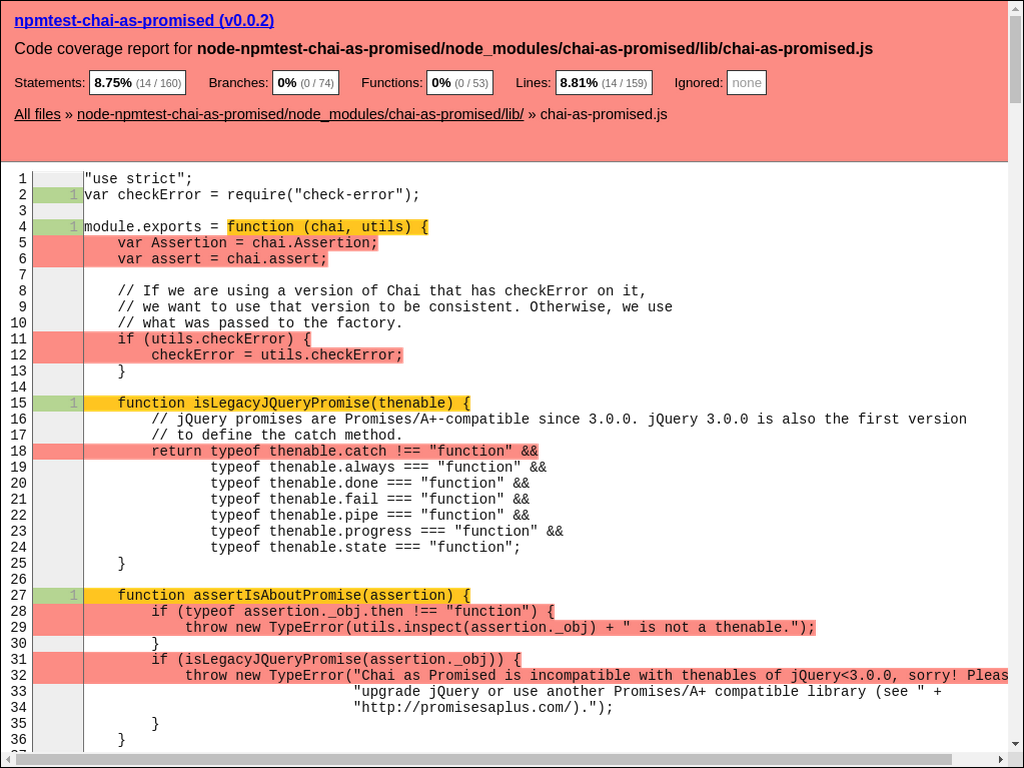 npmtest-chai-as-promised (v0.0.2)
Code coverage report for node-npmtest-chai-as-promised/node_modules/chai-as-promised/lib/chai-as-promised.js
Statements: 8.75% (14 / 160) Branches: 0% (0 / 74) Functions: 0% (0 / 53) Lines: 8.81% (14 / 159) Ignored: none
All files » node-npmtest-chai-as-promised/node_modules/chai-as-promised/lib/ » chai-as-promised.js
1 "use strict";
2 1 var checkError = require("check-error");
3
4 1 module.exports = function (chai, utils) {
5     var Assertion = chai.Assertion;
6     var assert = chai.assert;
7
8     // If we are using a version of Chai that has checkError on it,
9     // we want to use that version to be consistent. Otherwise, we use
10     // what was passed to the factory.
11     if (utils.checkError) {
12         checkError = utils.checkError;
13     }
14
15 1     function isLegacyJQueryPromise(thenable) {
16         // jQuery promises are Promises/A+-compatible since 3.0.0. jQuery 3.0.0 is also the first version
17         // to define the catch method.
18         return typeof thenable.catch !== "function" &&
19                typeof thenable.always === "function" &&
20                typeof thenable.done === "function" &&
21                typeof thenable.fail === "function" &&
22                typeof thenable.pipe === "function" &&
23                typeof thenable.progress === "function" &&
24                typeof thenable.state === "function";
25     }
26
27 1     function assertIsAboutPromise(assertion) {
28         if (typeof assertion._obj.then !== "function") {
29             throw new TypeError(utils.inspect(assertion._obj) + " is not a thenable.");
30         }
31         if (isLegacyJQueryPromise(assertion._obj)) {
32             throw new TypeError("Chai as Promised is incompatible with thenables of jQuery<3.0.0, sorry! Pleas
33                                 "upgrade jQuery or use another Promises/A+ compatible library (see " +
34                                 "http://promisesaplus.com/).");
35         }
36     }